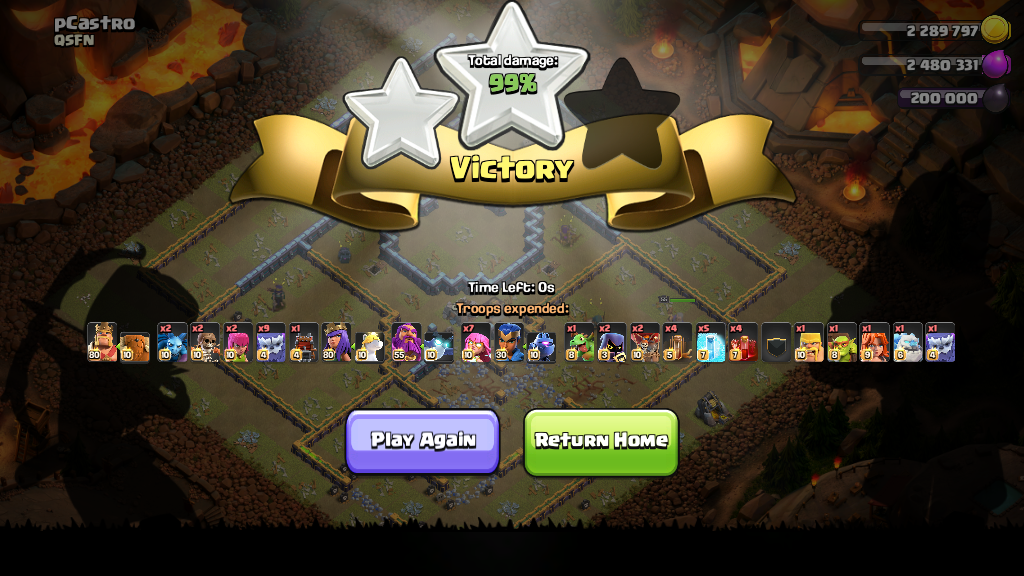 pCastro
QSFN
2 289 797
2 480 331
200 000
Total damage:
99%
Victory
Time Left: 0s
Troops expended:
x2 x2 x2 x9 x1 x7 x1 x2 x2 x4 x5 x4 x1 x1 x1 x1 x1
80 10 10 10 10 4 10 80 10 55 10 10 30 10 8 3 10 5 7 7 10 8 9 6 4
Play Again
Return Home